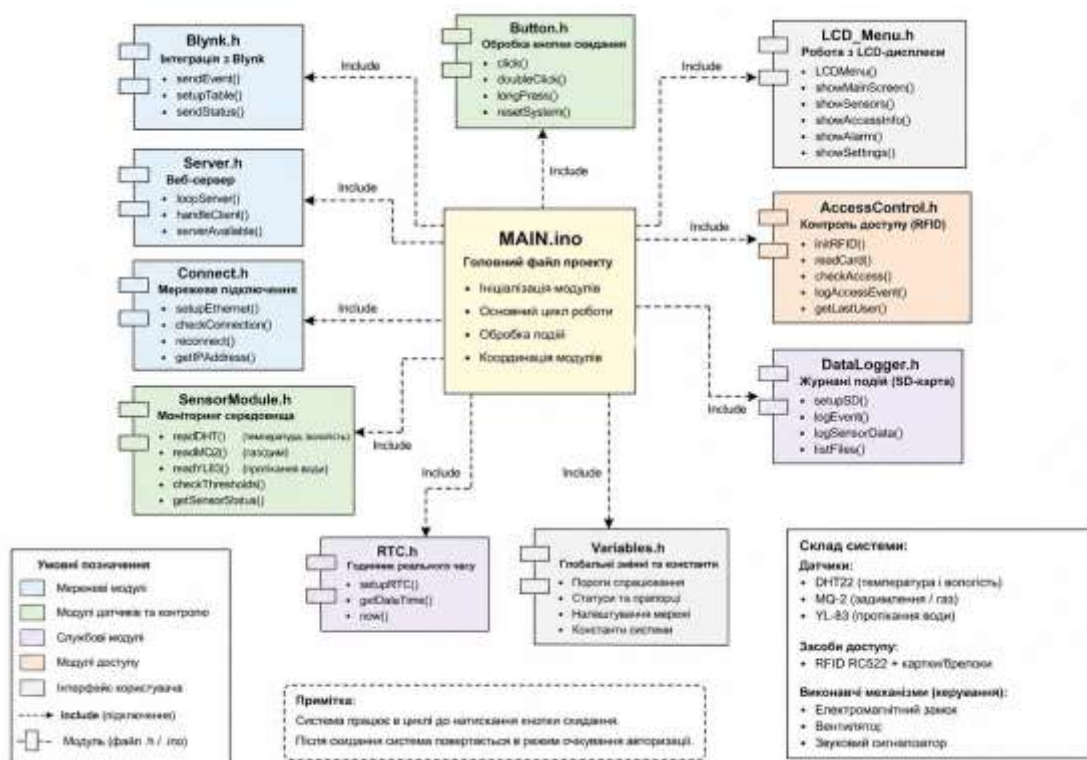 Blynk.h
Інтеграція з Blynk
• sendEvent()
• setupTable()
• sendStatus()
Include
Button.h
Обробка кнопки скидання
• click()
• doubleClick()
• longPress()
• resetSystem()
Include
LCD_Menu.h
Робота з LCD-дисплеєм
• LCDMenu()
• showMainScreen()
• showSensors()
• showAccessInfo()
• showAlarm()
• showSettings()
Include
Server.h
Веб-сервер
• loopServer()
• handleClient()
• serverAvailable()
Include
MAIN.ino
Головний файл проекту
• Ініціалізація модулів
• Основний цикл роботи
• Обробка подій
• Координація модулів
AccessControl.h
Контроль доступу (RFID)
• initRFID()
• readCard()
• checkAccess()
• logAccessEvent()
• getLastUser()
Include
Connect.h
Мережеве підключення
• setupEthernet()
• checkConnection()
• reconnect()
• getIPAddress()
Include
DataLogger.h
(SD-карта)
• setupSD()
• logEvent()
• logSensorData()
• listFiles()
Include
SensorModule.h
Моніторинг середовища
• readDHT() (температура, вологість)
• readMQ2()
• readYL83() (протікання води)
• checkThresholds()
• getSensorStatus()
Include
Include
Include
RTC.h
Годинник реального часу
• setupRTC()
• getDateTime()
• now()
Variables.h
Глобальні змінні та константи
• Пороги спрацювання
• Статуси та прапорці
• Налаштування мережі
• Константи системи
Умовні позначення
Мережеві модулі
Модулі датчиків та контролю
Службові модулі
Модулі доступу
Інтерфейс користувача
Include (підключення)
Модуль (файл .h / .ino)
Примітка:
Система працює в циклі до натискання кнопки скидання.
Після скидання система повертається в режим очікування авторизації.
Склад системи:
Датчики:
• DHT22 (температура і вологість)
• MQ-2 (задимлення / газ)
• YL-83 (протікання води)
Засоби доступу:
• RFID RC522 + картки/брелоки
Виконавчі механізми (керування):
• Електромагнітний замок
• Вентилятор
• Звуковий сигналізатор